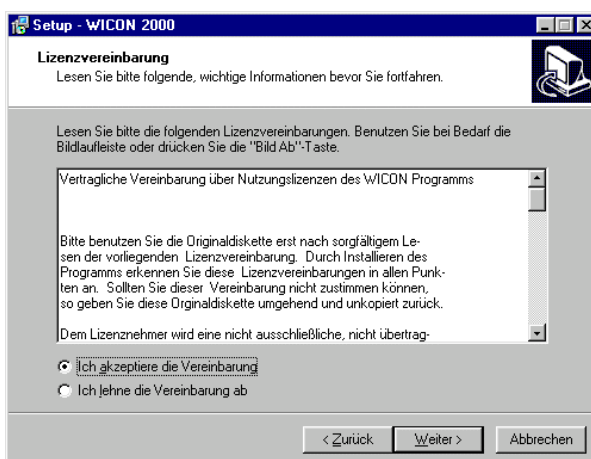 Setup - WICON 2000
Lizenzvereinbarung
Lesen Sie bitte folgende, wichtige Informationen bevor Sie fortfahren.
Lesen Sie bitte die folgenden Lizenzvereinbarungen. Benutzen Sie bei Bedarf die
Bildlaufleiste oder drücken Sie die "Bild Ab"-Taste.
Vertragliche Vereinbarung über Nutzungslizenzen des WICON Programms
Bitte benutzen Sie die Originaldiskette erst nach sorgfältigem Le-
sen der vorliegenden Lizenzvereinbarung. Durch Installieren des
Programms erkennen Sie diese Lizenzvereinbarungen in allen Punk-
ten an. Sollten Sie dieser Vereinbarung nicht zustimmen können,
so geben Sie diese Orginaldiskette umgehend und unkopiert zurück.
Dem Lizenznehmer wird eine nicht ausschließliche, nicht übertrag-
Ich akzeptiere die Vereinbarung
Ich lehne die Vereinbarung ab
< Zurück Weiter > Abbrechen